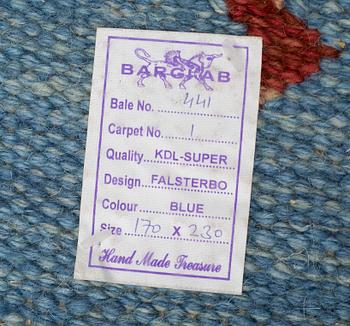 BARGHAB
Bale No. 441
Carpet No. 1
Quality KDL-SUPER
Design FALSTERBO
Colour BLUE
Size 170 X 230
Hand Made Treasure